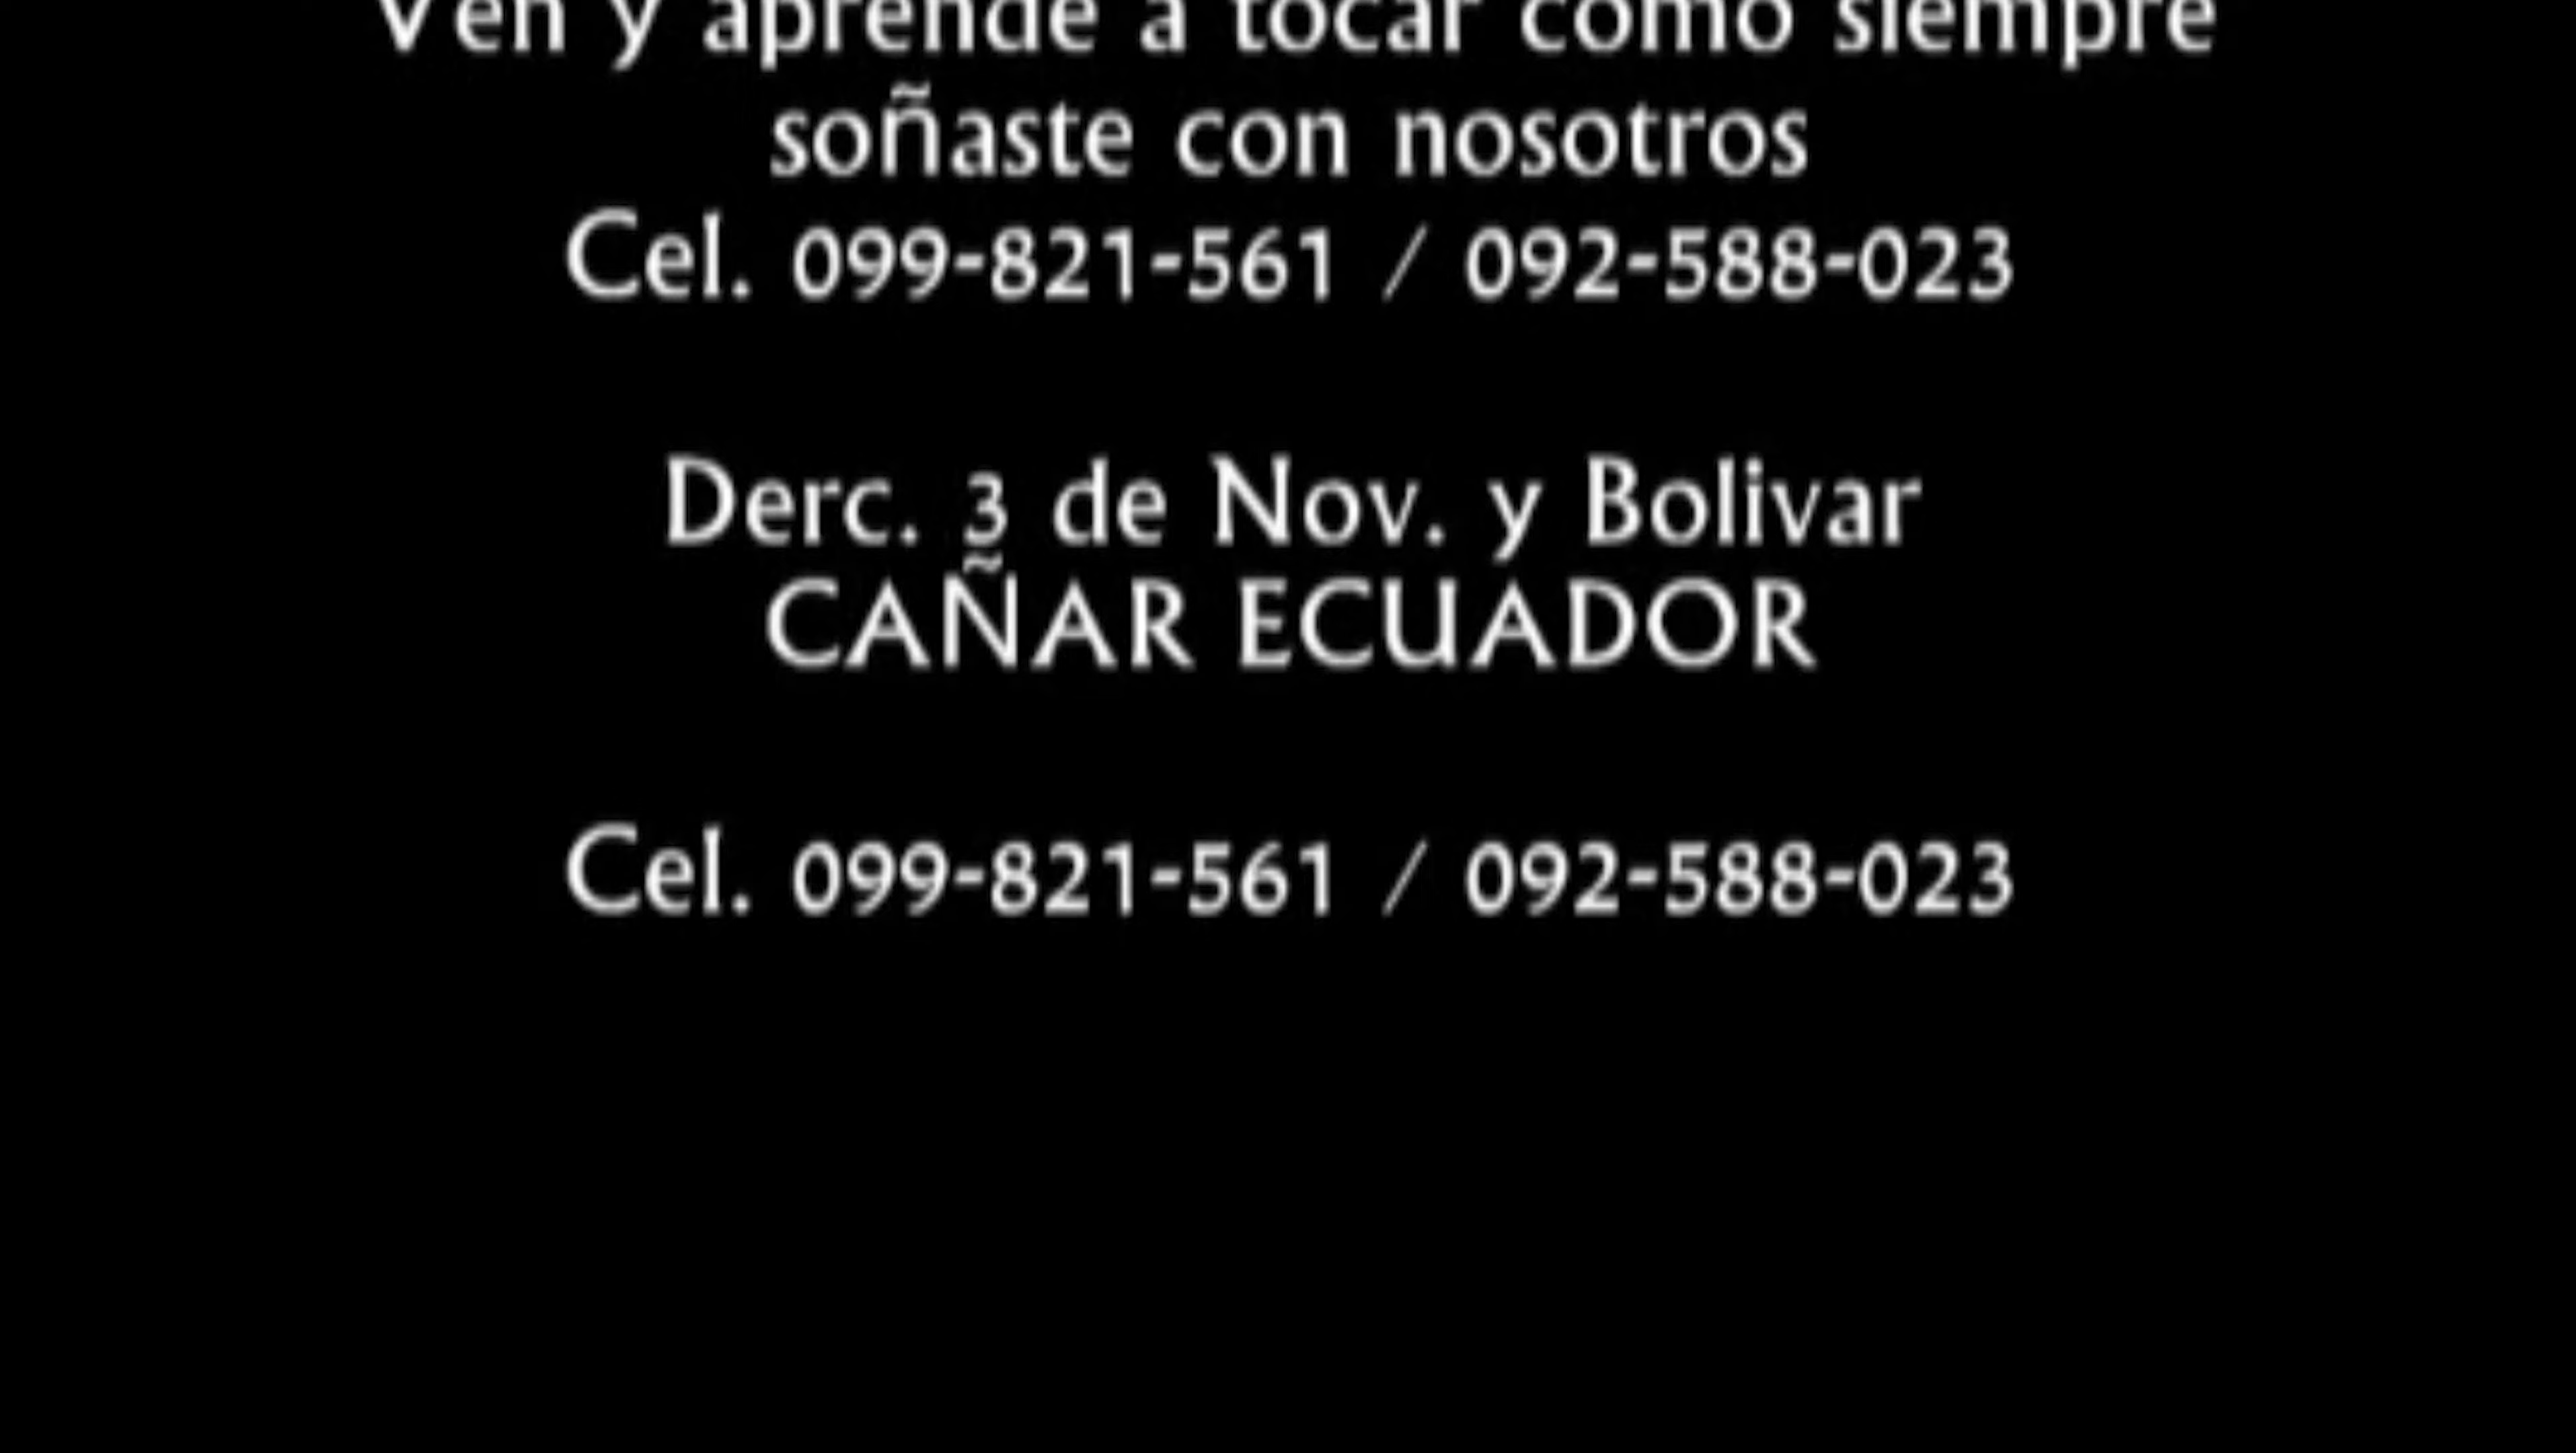 Ven y aprende a tocar como siempre
soñaste con nosotros
Cel. 099-821-561 / 092-588-023
Derc. 3 de Nov. y Bolivar
CAÑAR ECUADOR
Cel. 099-821-561 / 092-588-023